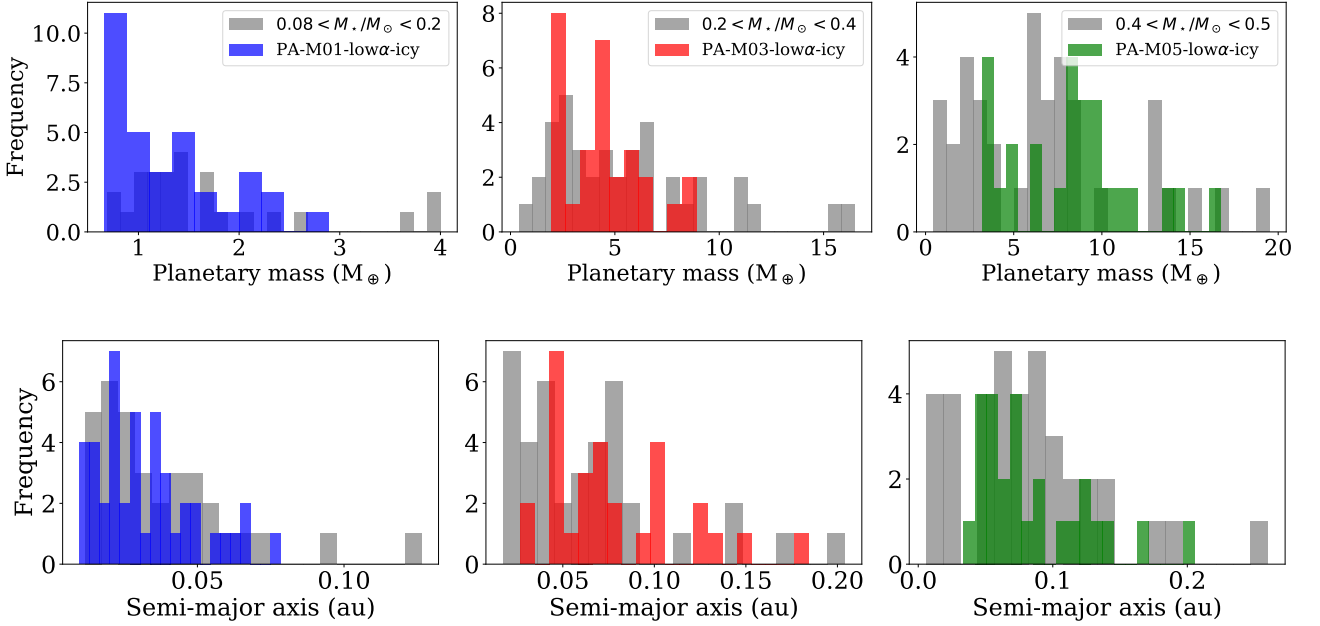 0.08 < M⋆/M⊙ < 0.2
PA-M01-lowα-icy
10.0
7.5
5.0
2.5
0.0
Frequency
1 2 3 4
Planetary mass (M⊕)
0.2 < M⋆/M⊙ < 0.4
PA-M03-lowα-icy
8
6
4
2
0
0 5 10 15
Planetary mass (M⊕)
0.4 < M⋆/M⊙ < 0.5
PA-M05-lowα-icy
4
2
0
0 5 10 15 20
Planetary mass (M⊕)
6
4
2
0
Frequency
0.05 0.10
Semi-major axis (au)
6
4
2
0
0.05 0.10 0.15 0.20
Semi-major axis (au)
4
2
0
0.0 0.1 0.2
Semi-major axis (au)